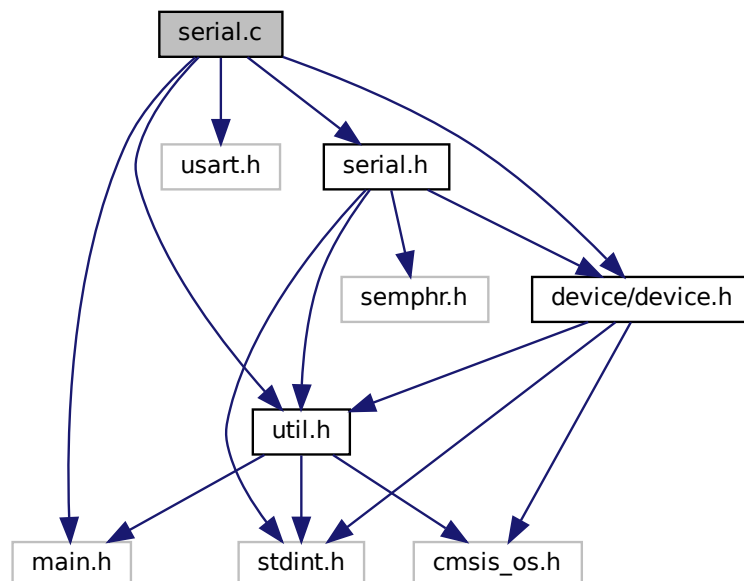 serial.c
usart.h
serial.h
semphr.h
device/device.h
util.h
main.h
stdint.h
cmsis_os.h